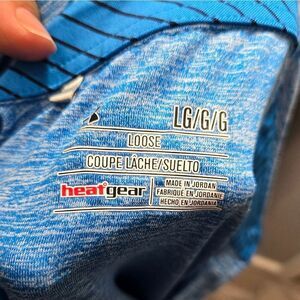 LG/G/G
LOOSE
COUPE LÂCHE/SUELTO
heatgear
MADE IN JORDAN
FABRIQUÉ EN JORDANIE
HECHO EN JORDANIA